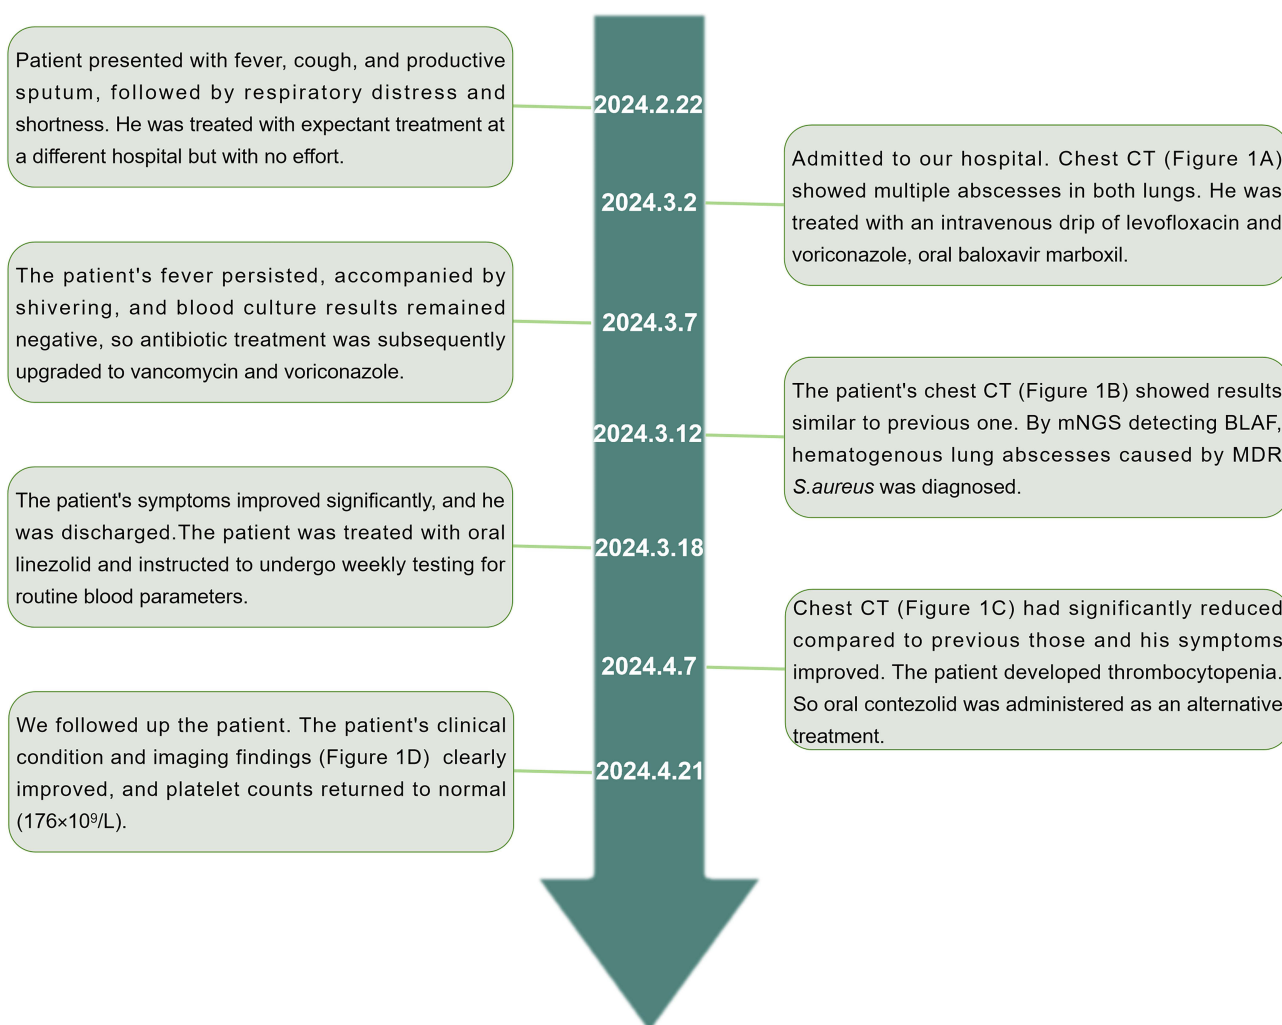 Patient presented with fever, cough, and productive
sputum, followed by respiratory distress and
shortness. He was treated with expectant treatment at
a different hospital but with no effort.
2024.2.22
Admitted to our hospital. Chest CT (Figure 1A)
showed multiple abscesses in both lungs. He was
treated with an intravenous drip of levofloxacin and
voriconazole, oral baloxavir marboxil.
2024.3.2
The patient's fever persisted, accompanied by
shivering, and blood culture results remained
negative, so antibiotic treatment was subsequently
upgraded to vancomycin and voriconazole.
2024.3.7
The patient's chest CT (Figure 1B) showed results
similar to previous one. By mNGS detecting BLAF,
hematogenous lung abscesses caused by MDR
S.aureus was diagnosed.
2024.3.12
The patient's symptoms improved significantly, and he
was discharged.The patient was treated with oral
linezolid and instructed to undergo weekly testing for
routine blood parameters.
2024.3.18
Chest CT (Figure 1C) had significantly reduced
compared to previous those and his symptoms
improved. The patient developed thrombocytopenia.
So oral contezolid was administered as an alternative
treatment.
2024.4.7
We followed up the patient. The patient's clinical
condition and imaging findings (Figure 1D) clearly
improved, and platelet counts returned to normal
(176×10⁹/L).
2024.4.21